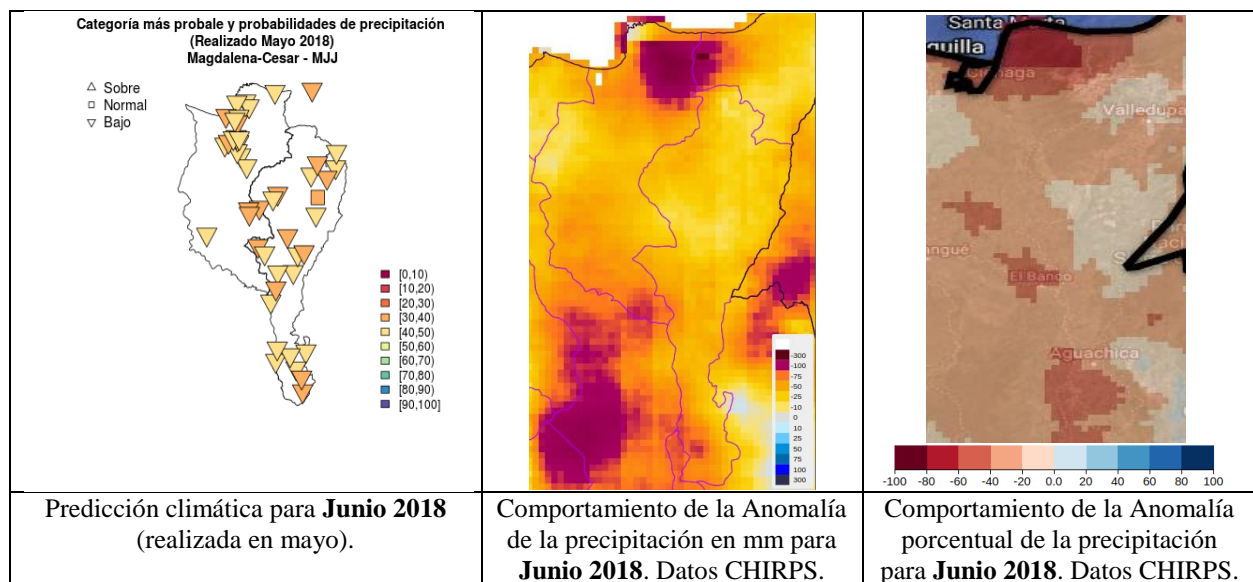 Categoría más probale y probabilidades de precipitación
(Realizado Mayo 2018)
Magdalena-Cesar - MJJ
Sobre
Normal
Bajo
[0,10)
[10,20)
[20,30)
[30,40)
[40,50)
[50,60)
[60,70)
[70,80)
[80,90)
[90,100]
-300
-100
-75
-50
-25
-10
0
10
25
50
75
100
300
Santa Marta
quilla
Ciénaga
Valledupa
angué
El Banco
Aguachica
-100 -80 -60 -40 -20 0.0 20 40 60 80 100
Predicción climática para Junio 2018
(realizada en mayo).
Comportamiento de la Anomalía
de la precipitación en mm para
Junio 2018. Datos CHIRPS.
Comportamiento de la Anomalía
porcentual de la precipitación
para Junio 2018. Datos CHIRPS.